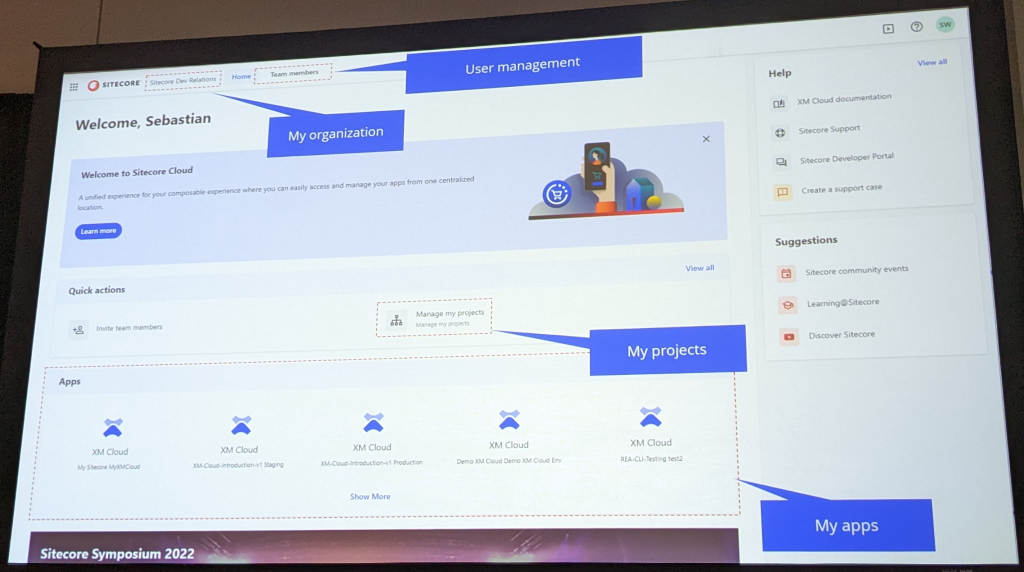 SITECORE
Sitecore Dev Relations
Home
Team members
User management
SW
My organization
Welcome, Sebastian
Welcome to Sitecore Cloud
A unified experience for your composable experience where you can easily access and manage your apps from one centralized
location.
Learn more
Quick actions
View all
Invite team members
Manage my projects
Manage my projects
My projects
Apps
XM Cloud
My Sitecore MyXMCloud
XM Cloud
XM-Cloud-Introduction-v1 Staging
XM Cloud
XM-Cloud-Introduction-v1 Production
XM Cloud
Demo XM Cloud Demo XM Cloud Env
XM Cloud
REA-CLI-Testing test2
Show More
My apps
Sitecore Symposium 2022
Help
View all
XM Cloud documentation
Sitecore Support
Sitecore Developer Portal
Create a support case
Suggestions
Sitecore community events
Learning@Sitecore
Discover Sitecore